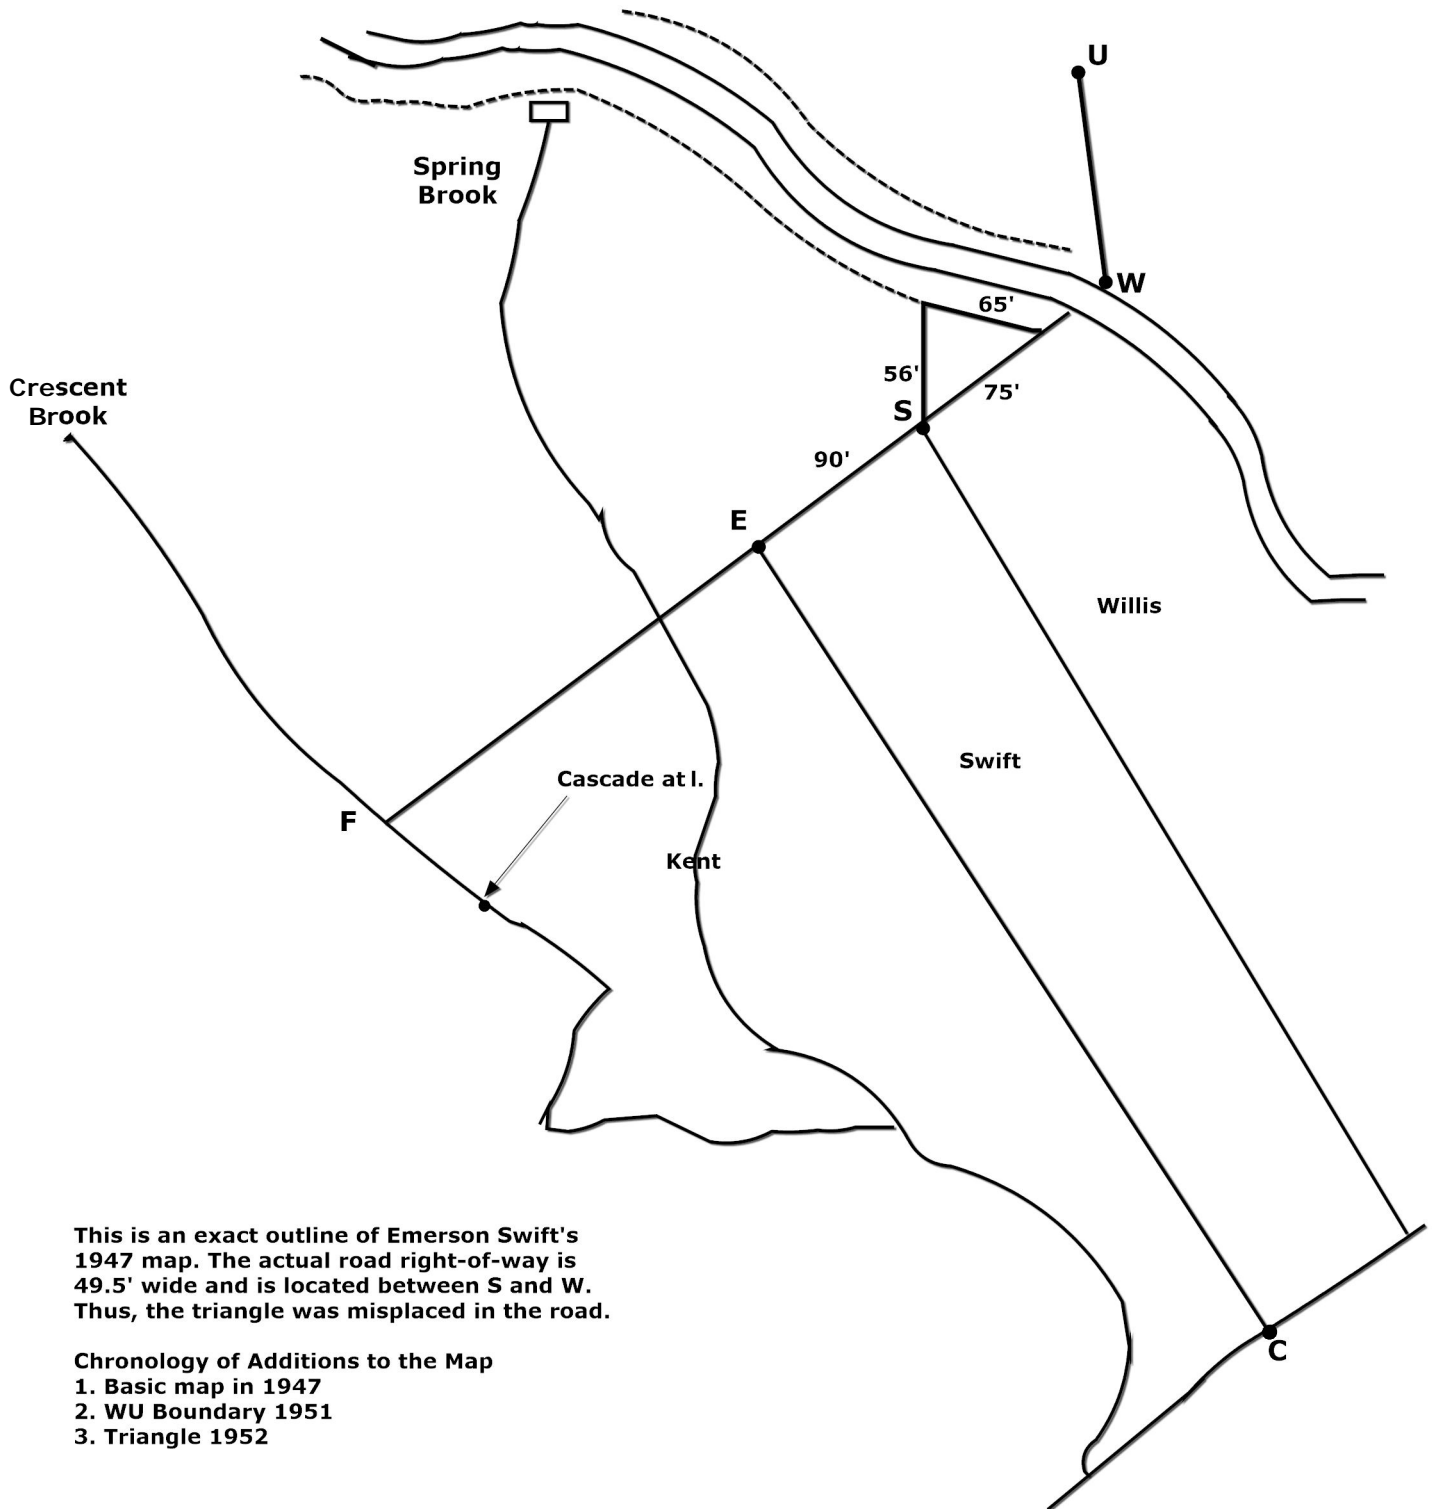 U
Spring
Brook
W
65'
Crescent
Brook
56'
75'
S
90'
E
Willis
Swift
Cascade at I.
F
Kent
This is an exact outline of Emerson Swift's
1947 map. The actual road right-of-way is
49.5' wide and is located between S and W.
Thus, the triangle was misplaced in the road.
C
Chronology of Additions to the Map
1. Basic map in 1947
2. WU Boundary 1951
3. Triangle 1952